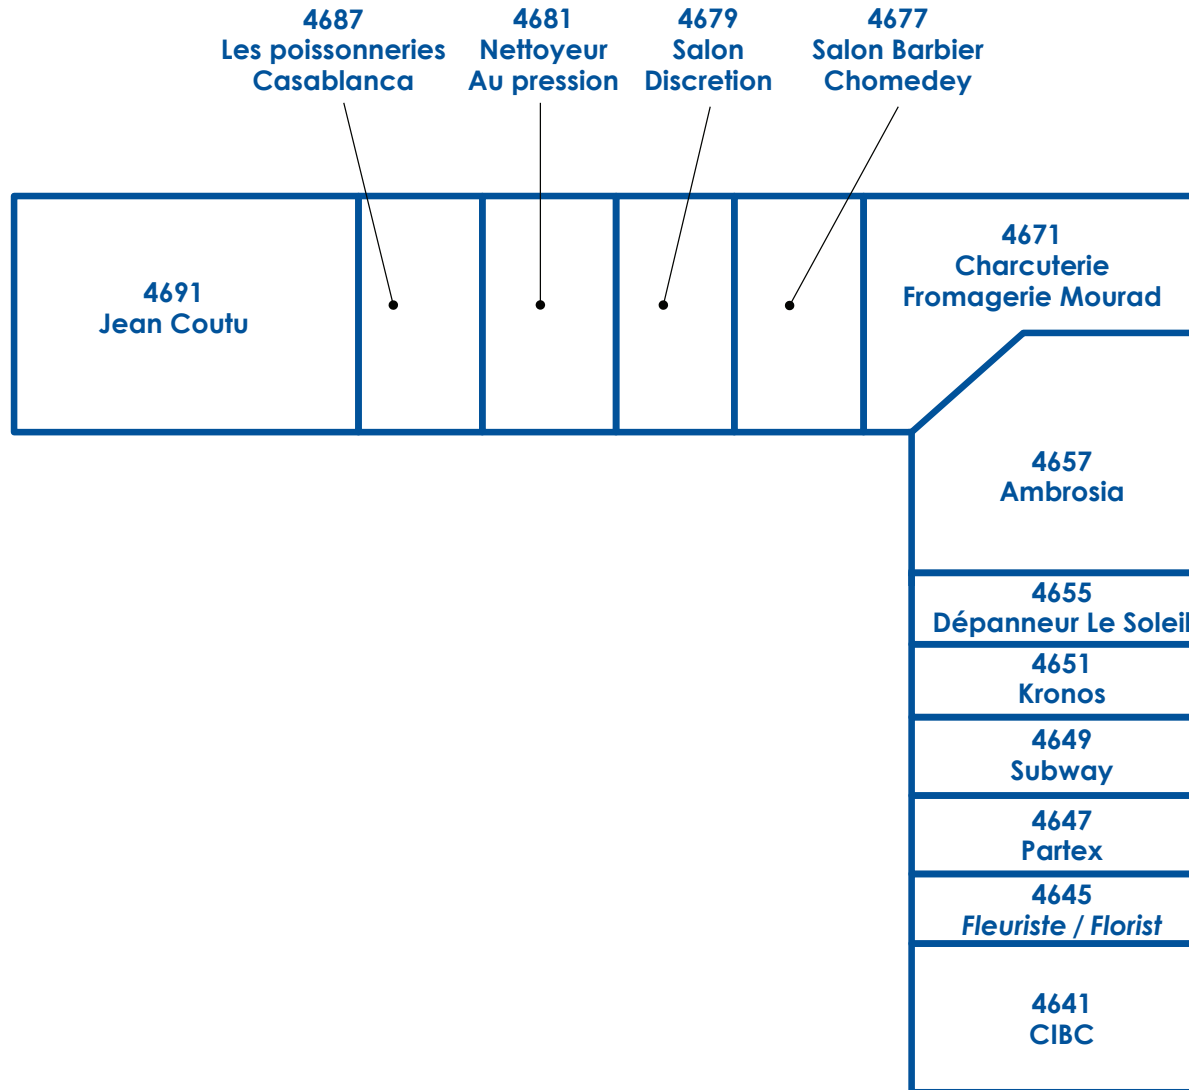 4687
Les poissonneries
Casablanca
4681
Nettoyeur
Au pression
4679
Salon
Discretion
4677
Salon Barbier
Chomedey
4691
Jean Coutu
4671
Charcuterie
Fromagerie Mourad
4657
Ambrosia
4655
Dépanneur Le Soleil
4651
Kronos
4649
Subway
4647
Partex
4645
Fleuriste / Florist
4641
CIBC